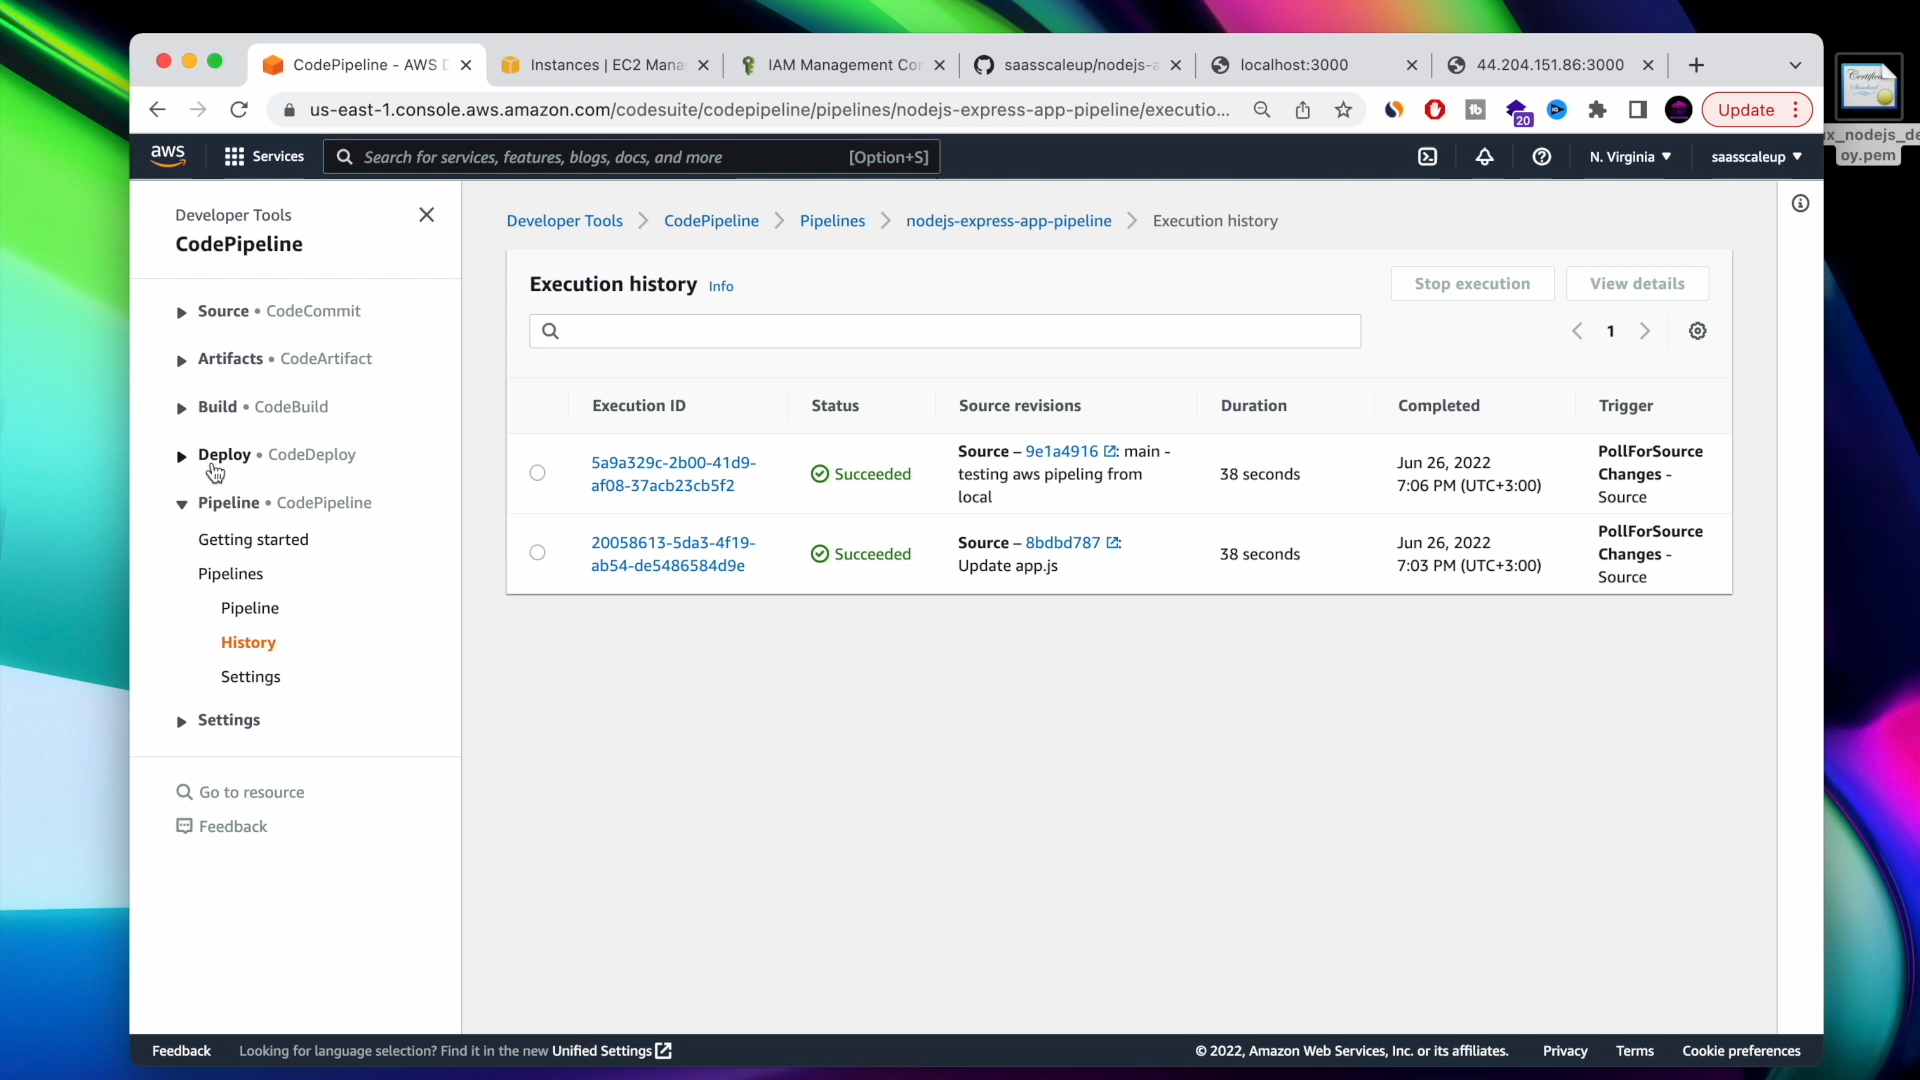 CodePipeline - AWS D
Instances | EC2 Mana
IAM Management Con
saasscaleup/nodejs-a
localhost:3000
44.204.151.86:3000
us-east-1.console.aws.amazon.com/codesuite/codepipeline/pipelines/nodejs-express-app-pipeline/executio...
tb
20
Update
Certificate
Standard
x_nodejs_de
oy.pem
aws
Services
Search for services, features, blogs, docs, and more
[Option+S]
N. Virginia
saasscaleup
Developer Tools
CodePipeline
Source • CodeCommit
Artifacts • CodeArtifact
Build • CodeBuild
Deploy • CodeDeploy
Pipeline • CodePipeline
Getting started
Pipelines
Pipeline
History
Settings
Settings
Go to resource
Feedback
Developer Tools
CodePipeline
Pipelines
nodejs-express-app-pipeline
Execution history
Execution history Info
Stop execution
View details
1
Execution ID
Status
Source revisions
Duration
Completed
Trigger
5a9a329c-2b00-41d9-
af08-37acb23cb5f2
Succeeded
Source – 9e1a4916 : main -
testing aws pipeling from
local
38 seconds
Jun 26, 2022
7:06 PM (UTC+3:00)
PollForSource
Changes -
Source
20058613-5da3-4f19-
ab54-de5486584d9e
Succeeded
Source – 8bdbd787 :
Update app.js
38 seconds
Jun 26, 2022
7:03 PM (UTC+3:00)
PollForSource
Changes -
Source
Feedback
Looking for language selection? Find it in the new Unified Settings
© 2022, Amazon Web Services, Inc. or its affiliates.
Privacy
Terms
Cookie preferences